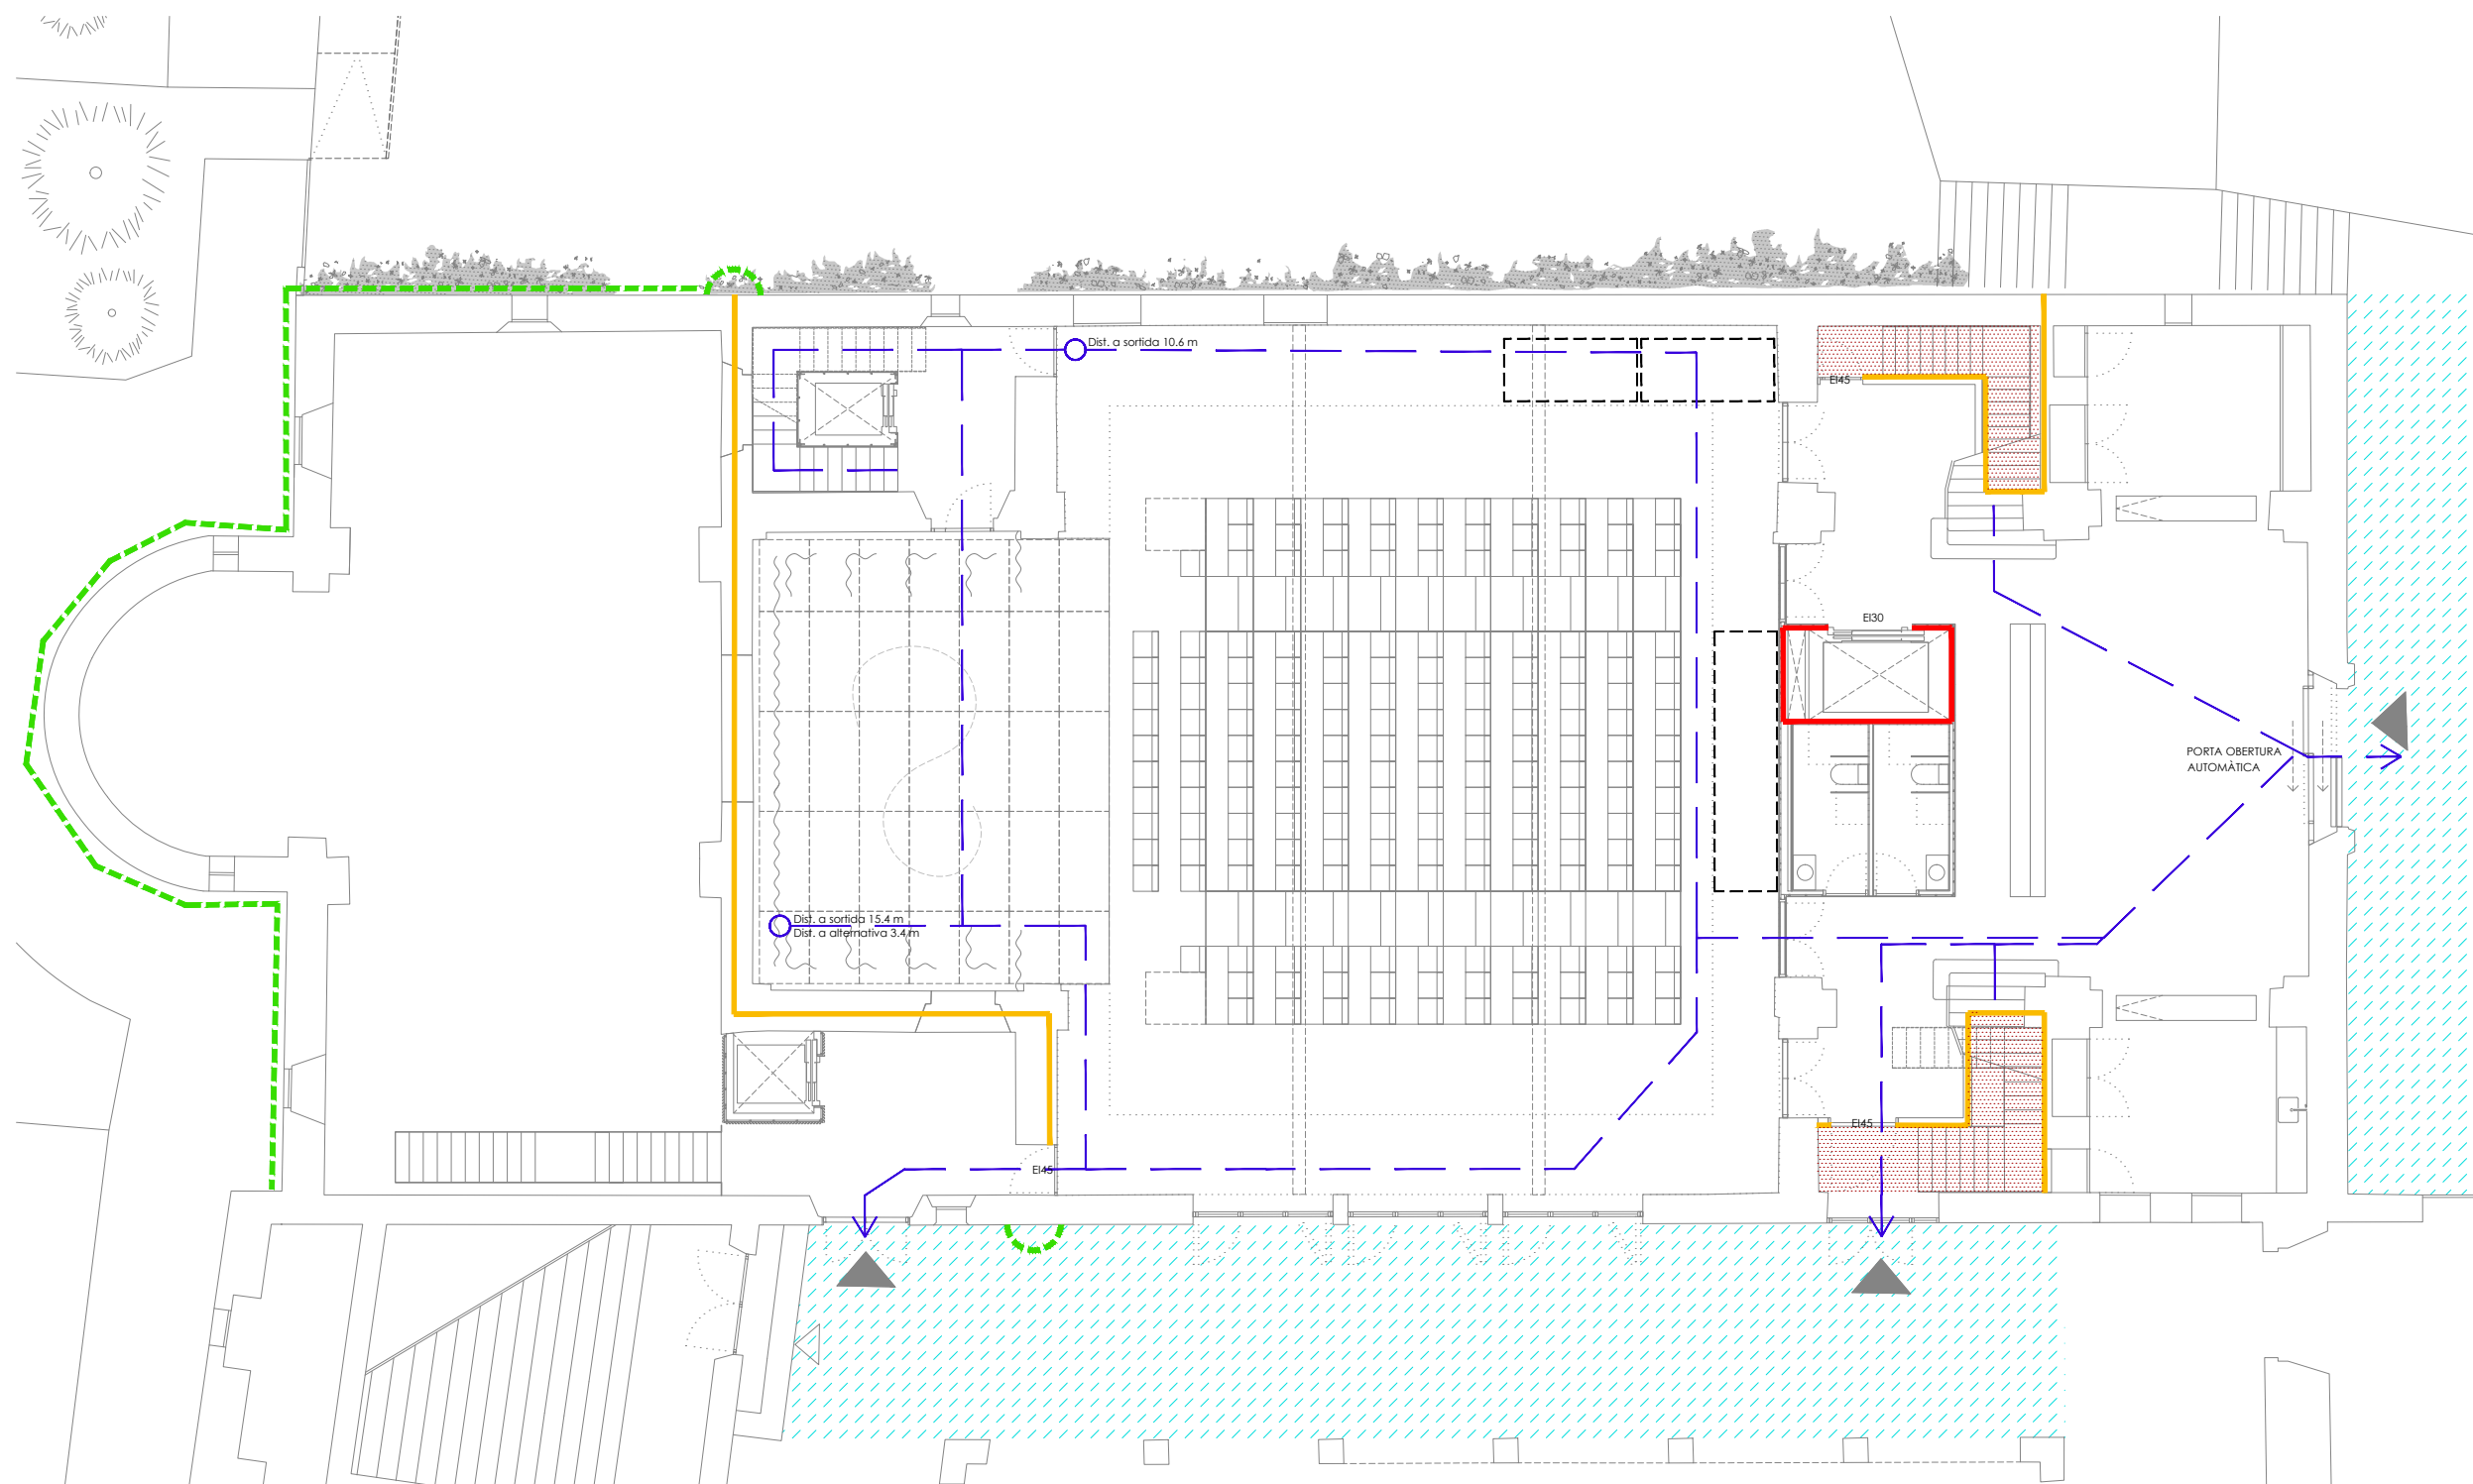 Dist. a sortida 10.6 m
EI45
EI30
PORTA OBERTURA
AUTOMÀTICA
Dist. a sortida 15.4 m
Dist. a alternativa 3.4 m
EI45
EI45